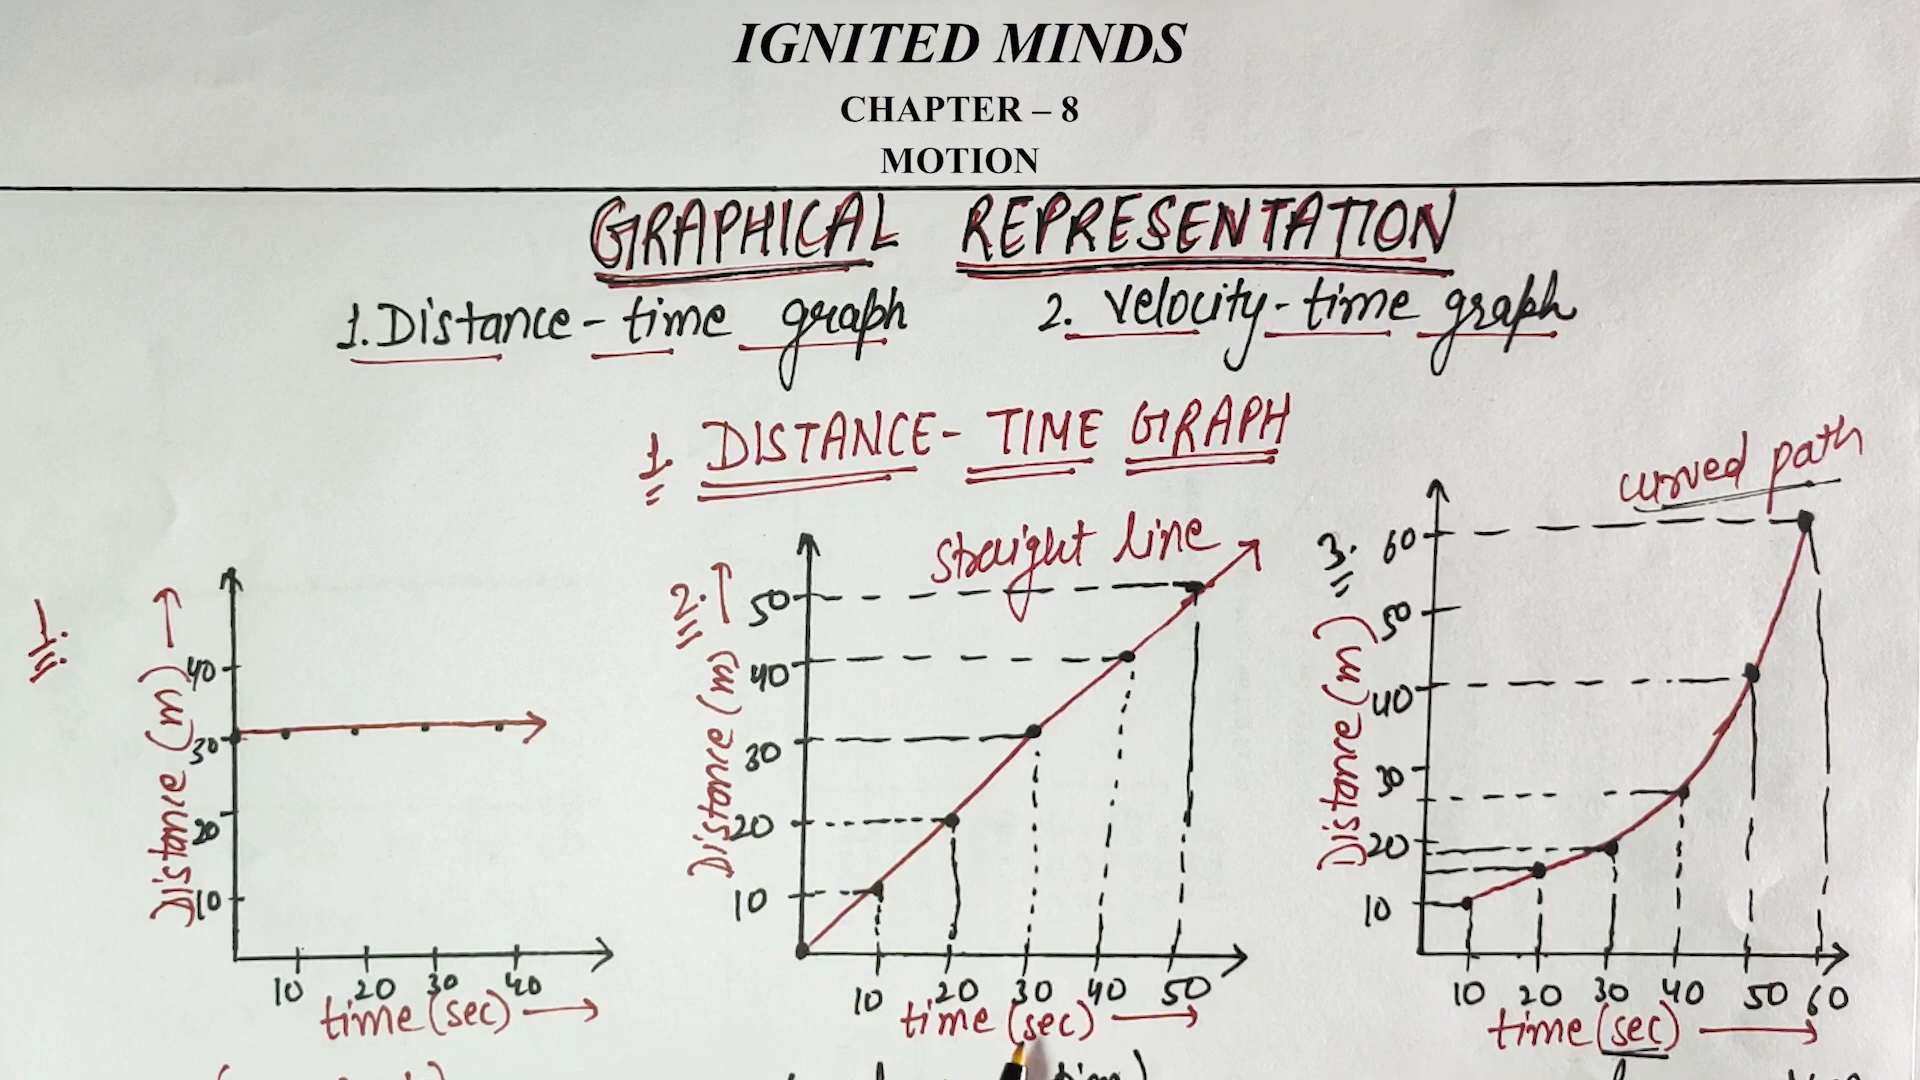 IGNITED MINDS
CHAPTER – 8
MOTION
GRAPHICAL REPRESENTATION
1. Distance - time graph 2. Velocity - time graph
1. DISTANCE - TIME GRAPH
1.
Distance (m)
40
30
20
10
10 20 30 40
time (sec)
2.
straight line
Distance (m)
50
40
30
20
10
10 20 30 40 50
time (sec)
3.
curved path
Distance (m)
60
50
40
30
20
10
10 20 30 40 50 60
time (sec)